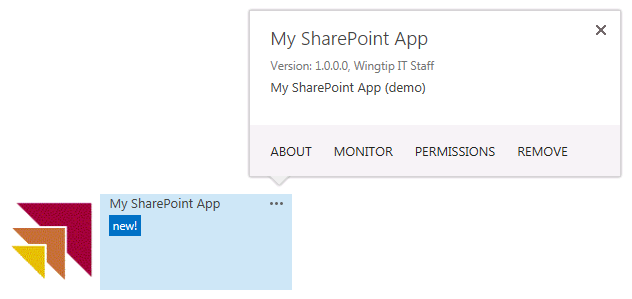 My SharePoint App
Version: 1.0.0.0, Wingtip IT Staff
My SharePoint App (demo)
ABOUT MONITOR PERMISSIONS REMOVE
My SharePoint App
new!